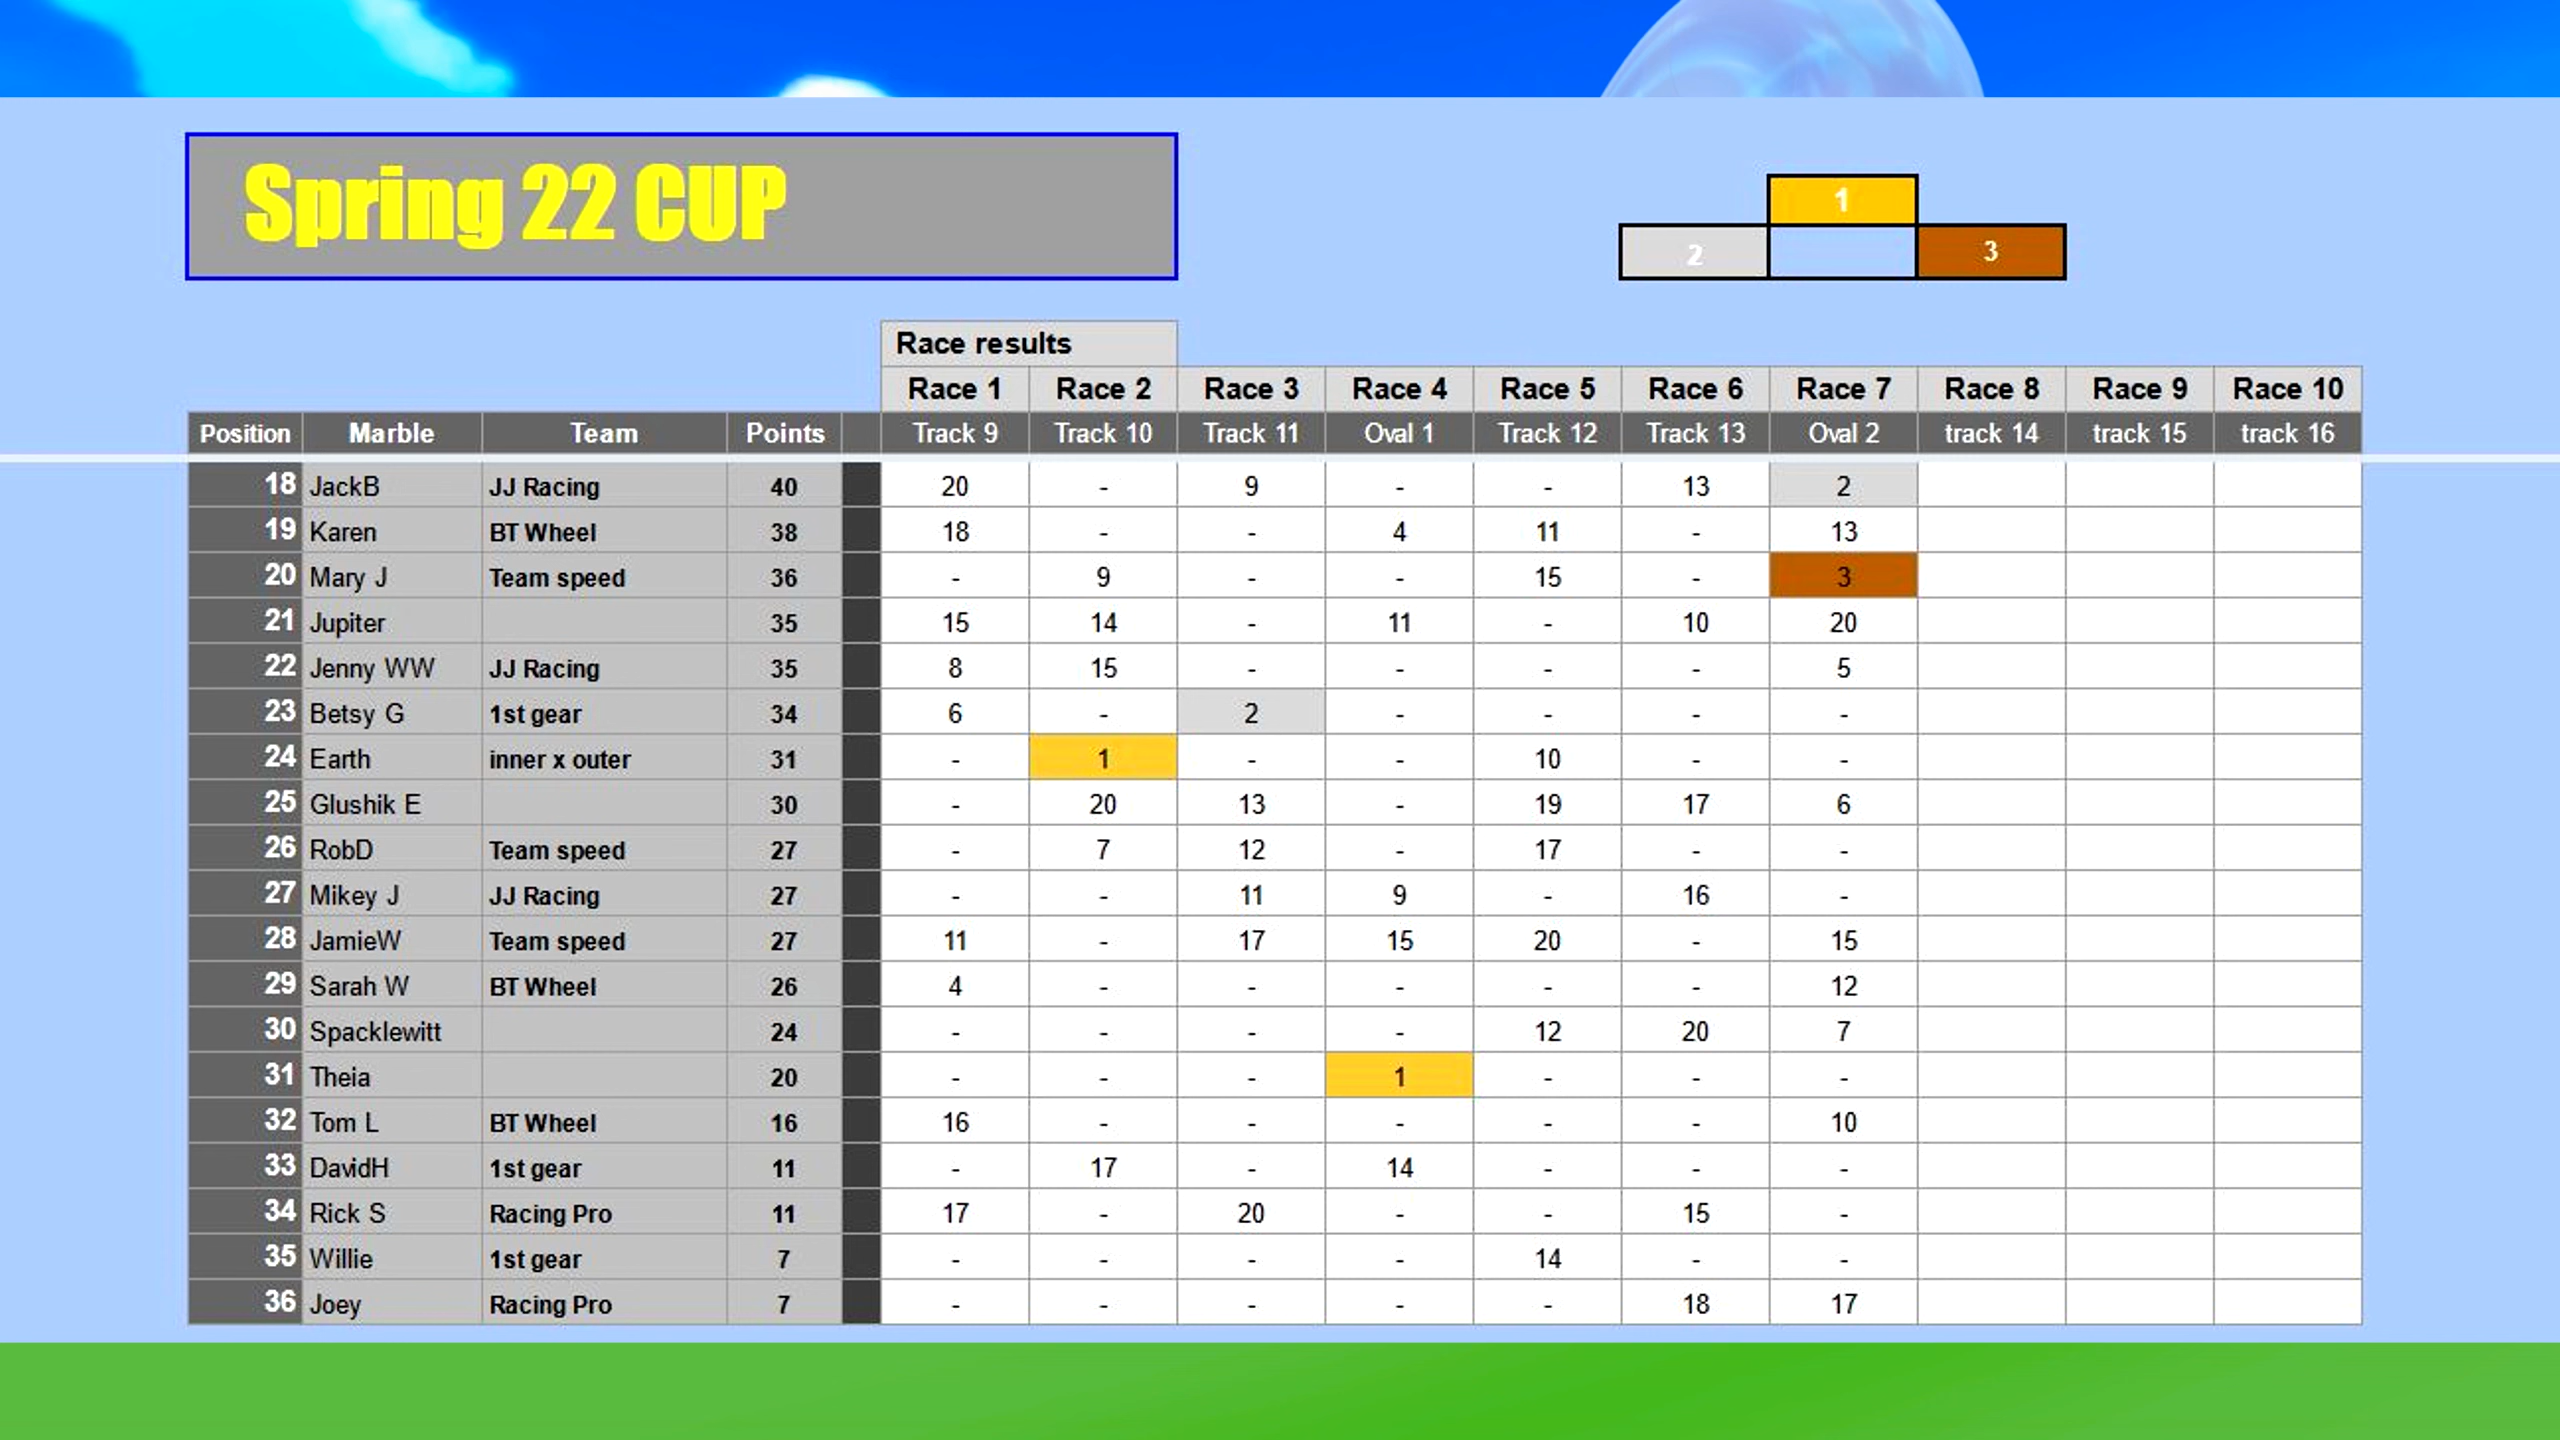 Spring 22 CUP
1
2 3
Race results
Race 1 Race 2 Race 3 Race 4 Race 5 Race 6 Race 7 Race 8 Race 9 Race 10
Position Marble Team Points Track 9 Track 10 Track 11 Oval 1 Track 12 Track 13 Oval 2 track 14 track 15 track 16
18 JackB JJ Racing 40 20 - 9 - - 13 2
19 Karen BT Wheel 38 18 - - 4 11 - 13
20 Mary J Team speed 36 - 9 - - 15 - 3
21 Jupiter 35 15 14 - 11 - 10 20
22 Jenny WW JJ Racing 35 8 15 - - - - 5
23 Betsy G 1st gear 34 6 - 2 - - - -
24 Earth inner x outer 31 - 1 - - 10 - -
25 Glushik E 30 - 20 13 - 19 17 6
26 RobD Team speed 27 - 7 12 - 17 - -
27 Mikey J JJ Racing 27 - - 11 9 - 16 -
28 JamieW Team speed 27 11 - 17 15 20 - 15
29 Sarah W BT Wheel 26 4 - - - - - 12
30 Spacklewitt 24 - - - - 12 20 7
31 Theia 20 - - - 1 - - -
32 Tom L BT Wheel 16 16 - - - - - 10
33 DavidH 1st gear 11 - 17 - 14 - - -
34 Rick S Racing Pro 11 17 - 20 - - 15 -
35 Willie 1st gear 7 - - - - 14 - -
36 Joey Racing Pro 7 - - - - - 18 17